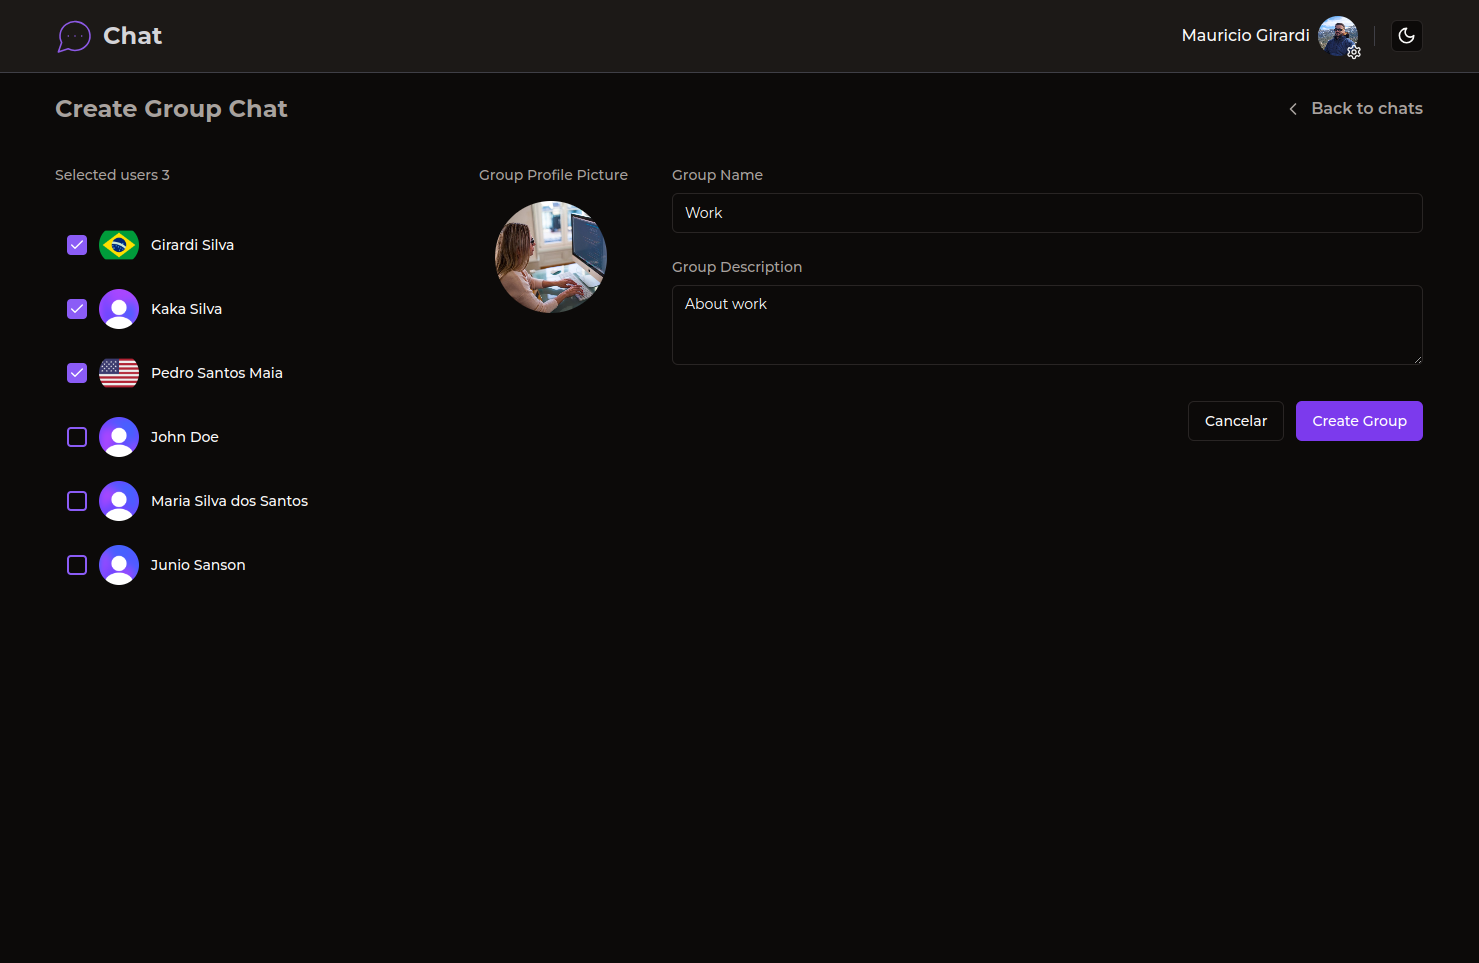 Chat
Mauricio Girardi
Create Group Chat
Back to chats
Selected users 3
Girardi Silva
Kaka Silva
Pedro Santos Maia
John Doe
Maria Silva dos Santos
Junio Sanson
Group Profile Picture
Group Name
Work
Group Description
About work
Cancelar
Create Group